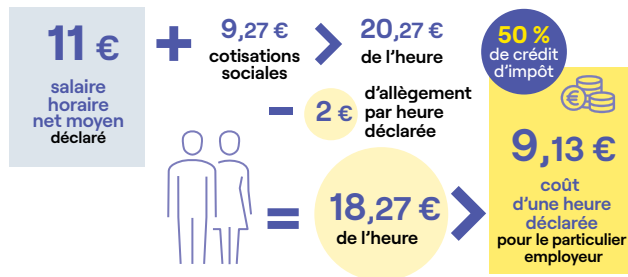 11 €
salaire
horaire
net moyen
déclaré
+
9,27 €
cotisations
sociales
>
20,27 €
de l'heure
50 %
de crédit
d'impôt
-
2 €
d'allègement
par heure
déclarée
=
18,27 €
de l'heure
>
9,13 €
coût
d'une heure
déclarée
pour le particulier
employeur